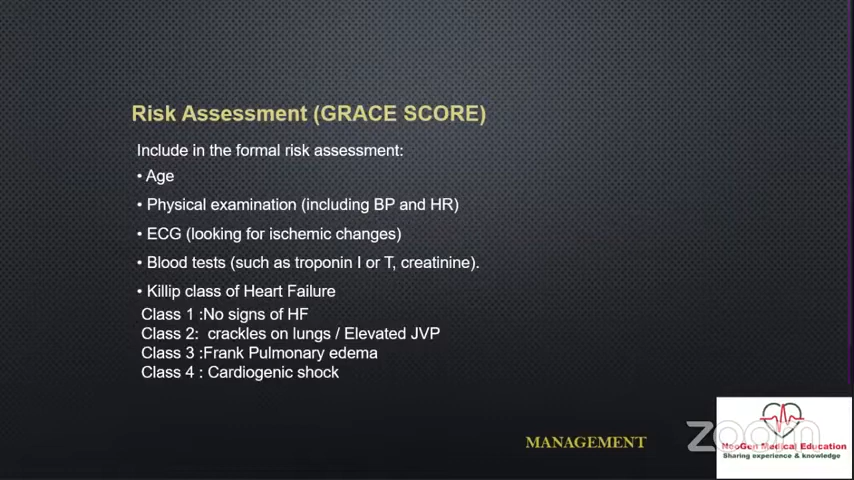 Risk Assessment (GRACE SCORE)
Include in the formal risk assessment:
• Age
• Physical examination (including BP and HR)
• ECG (looking for ischemic changes)
• Blood tests (such as troponin I or T, creatinine).
• Killip class of Heart Failure
Class 1 :No signs of HF
Class 2: crackles on lungs / Elevated JVP
Class 3 :Frank Pulmonary edema
Class 4 : Cardiogenic shock
MANAGEMENT
zoom
NeoGen Medical Education
Sharing experience & knowledge